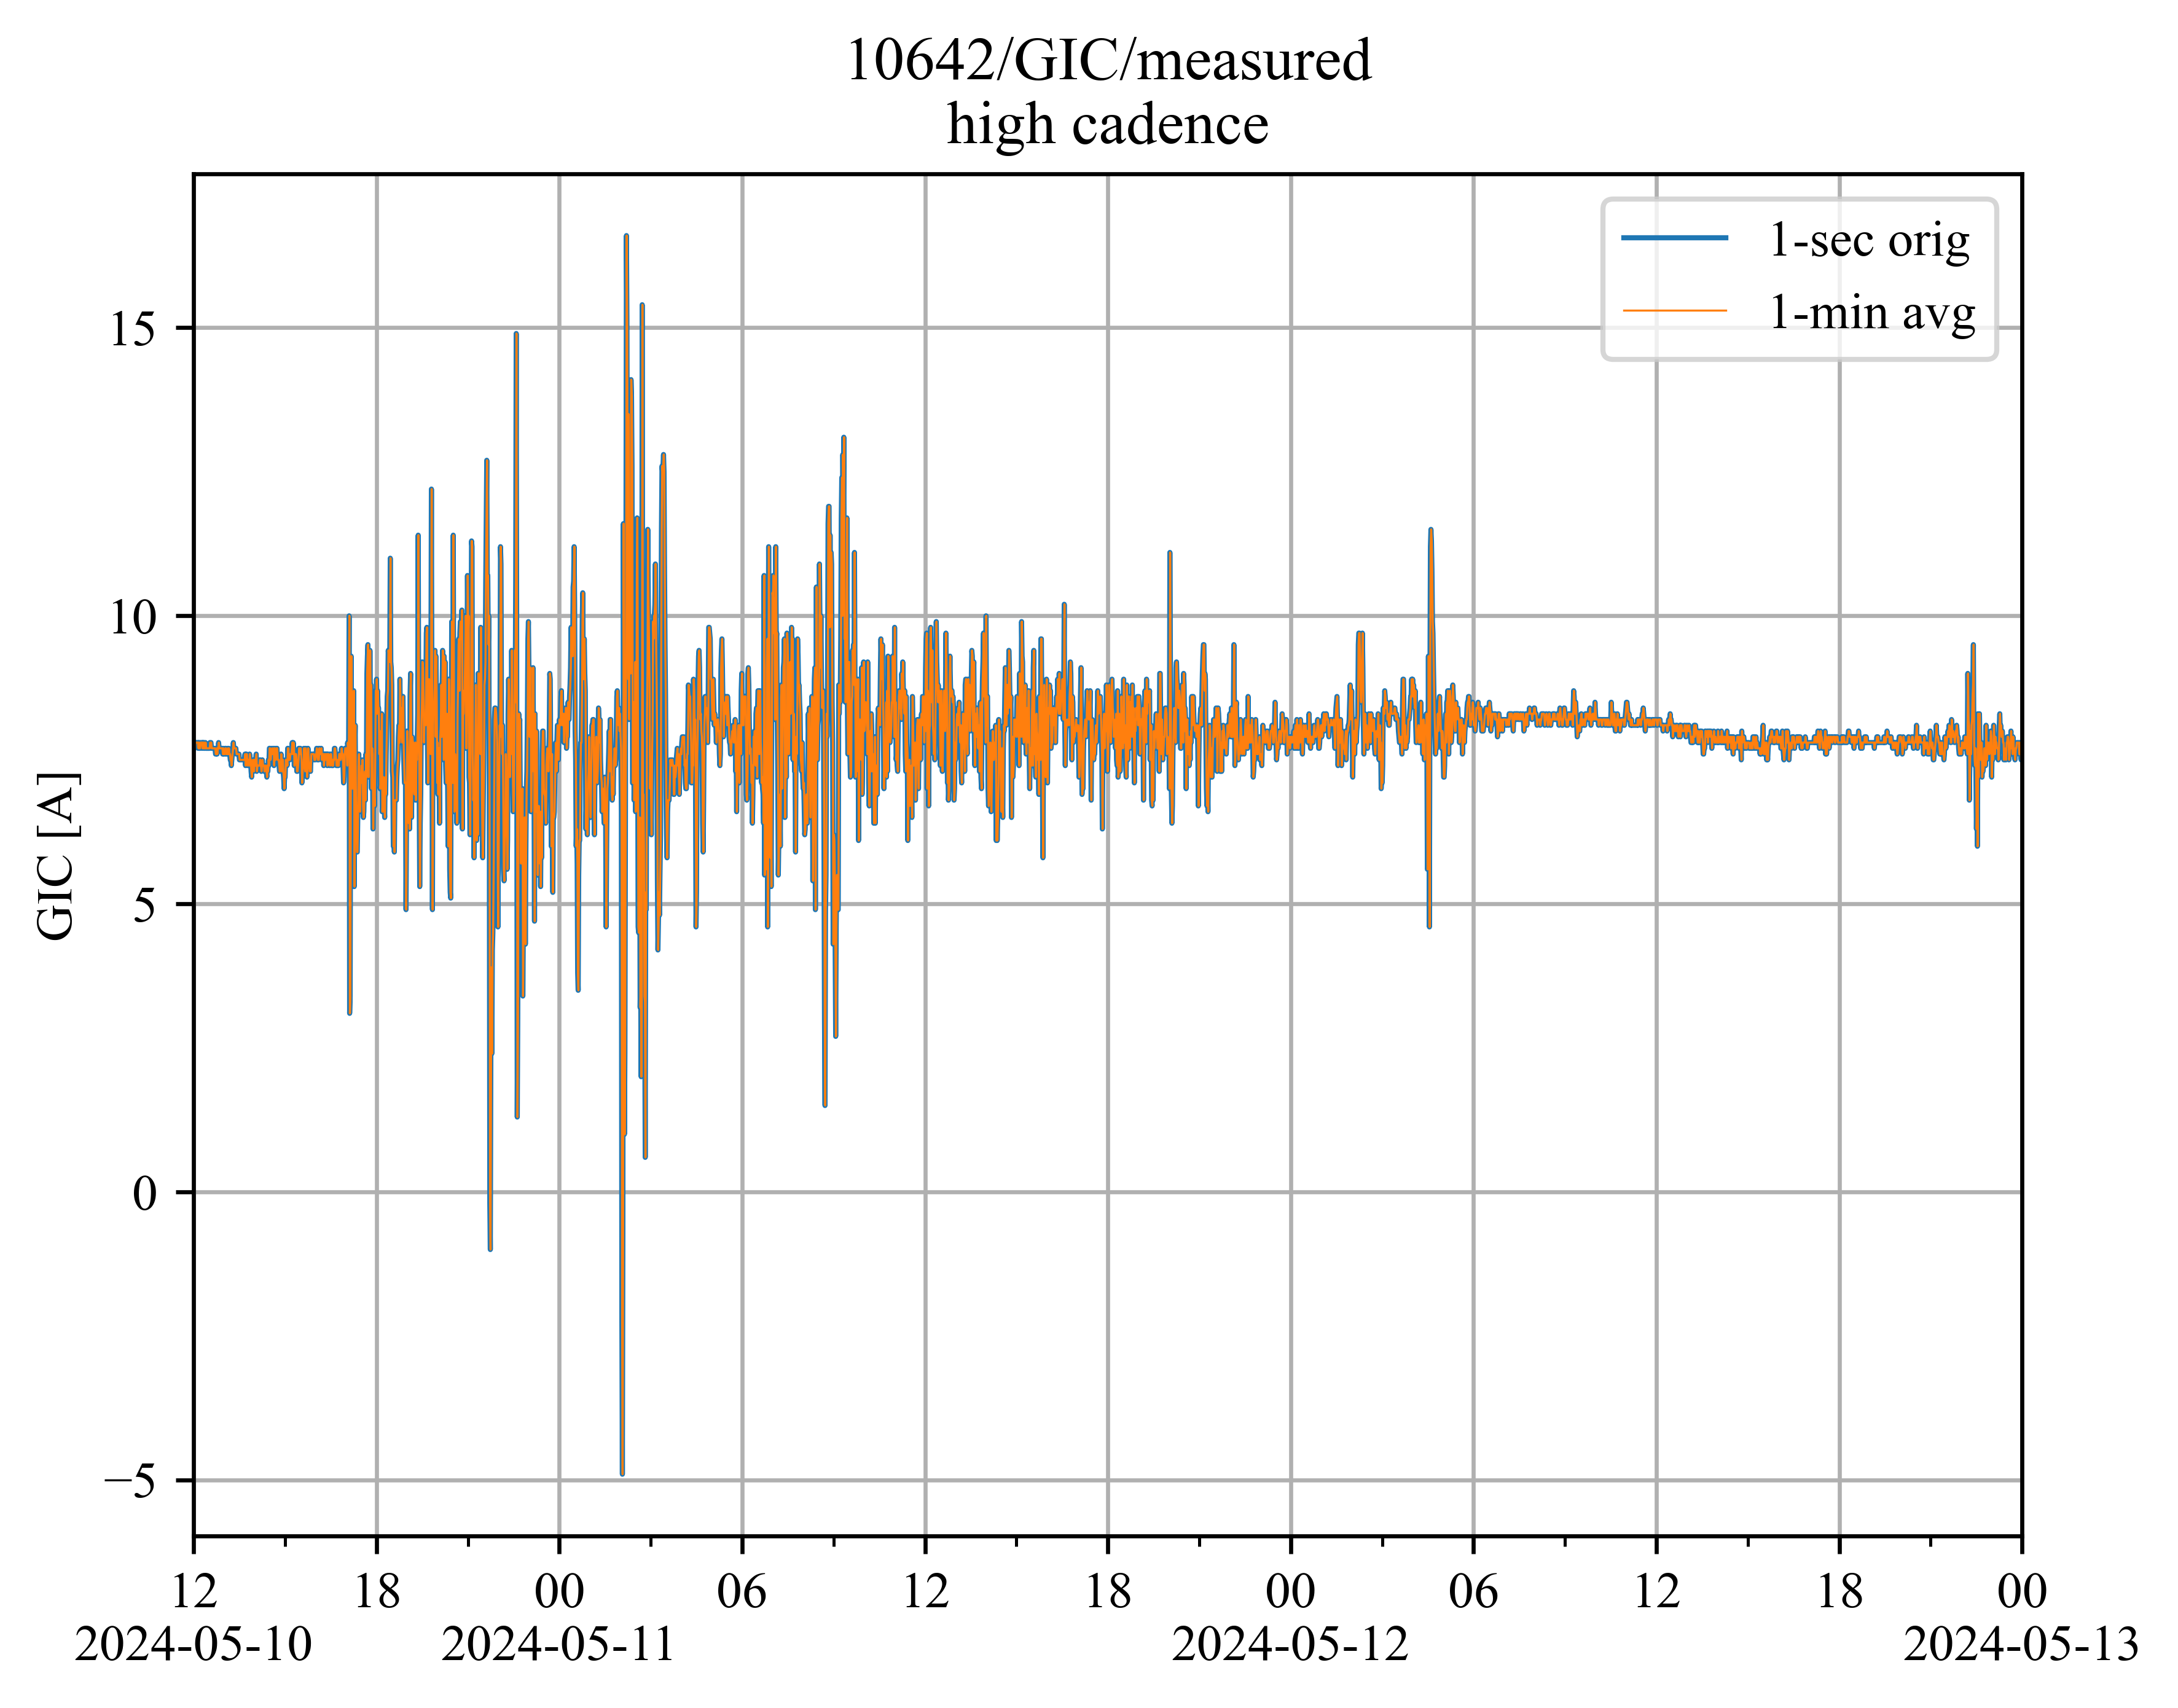 10642/GIC/measured
high cadence
1-sec orig
1-min avg
GIC [A]
15
10
5
0
−5
12 18 00 06 12 18 00 06 12 18 00
2024-05-10 2024-05-11 2024-05-12 2024-05-13